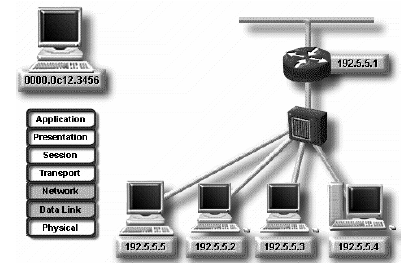 0000.0c12.3456
192.5.5.1
Application
Presentation
Session
Transport
Network
Data Link
Physical
192.5.5.5
192.5.5.2
192.5.5.3
192.5.5.4